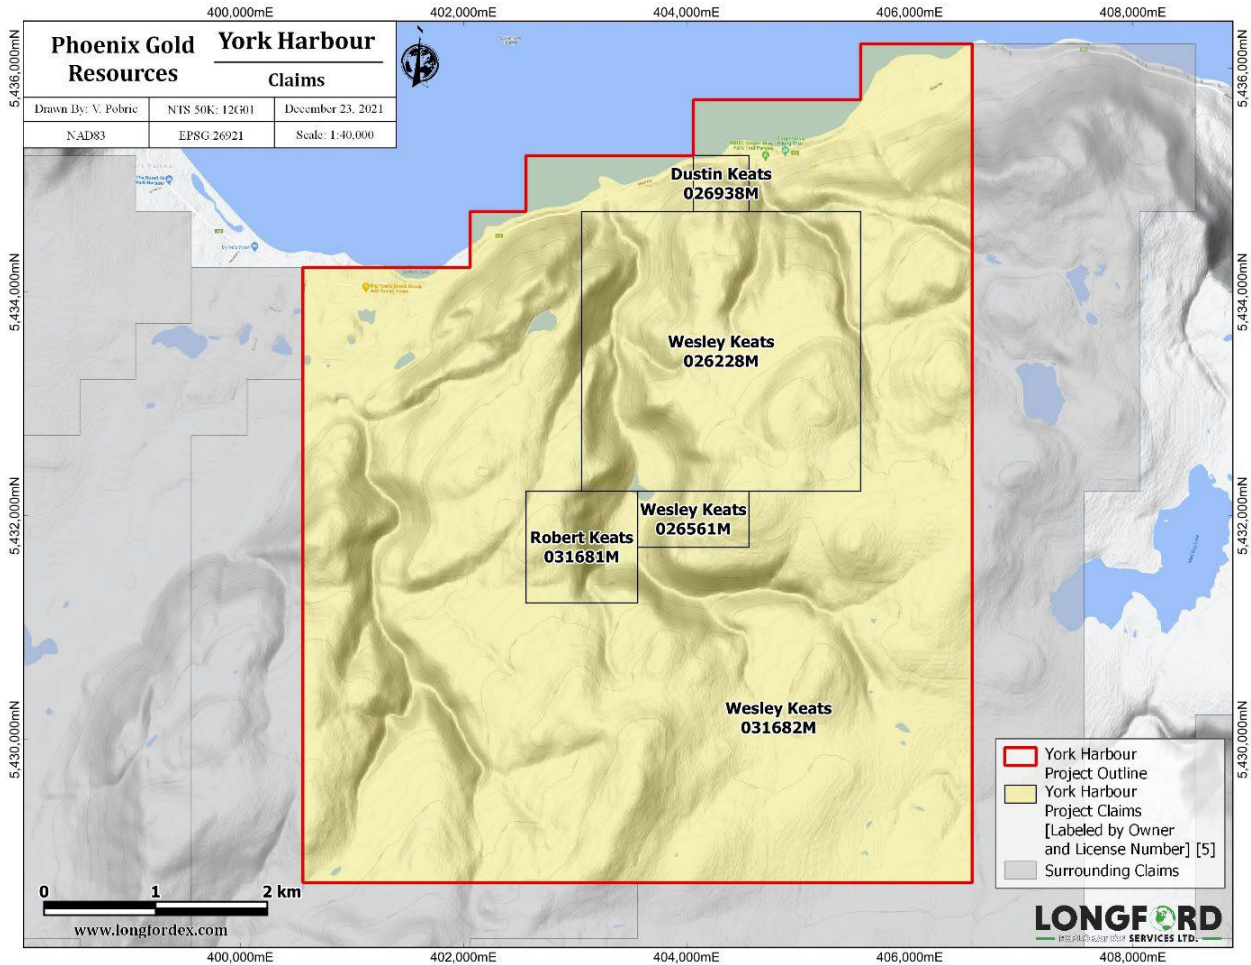 400,000mE
402,000mE
404,000mE
406,000mE
408,000mE
Phoenix Gold
Resources
York Harbour
Claims
Drawn By: V. Pobric
NTS 50K: 12G01
December 23, 2021
NAD83
EPSG:26921
Scale: 1:40,000
5,436,000mN
5,436,000mN
Dustin Keats
026938M
5,434,000mN
5,434,000mN
Wesley Keats
026228M
5,432,000mN
5,432,000mN
Wesley Keats
026561M
Robert Keats
031681M
Wesley Keats
031682M
5,430,000mN
5,430,000mN
York Harbour
Project Outline
York Harbour
Project Claims
[Labeled by Owner
and License Number] [5]
Surrounding Claims
0 1 2 km
www.longfordex.com
LONGFORD
EXPLORATION SERVICES LTD.
400,000mE
402,000mE
404,000mE
406,000mE
408,000mE